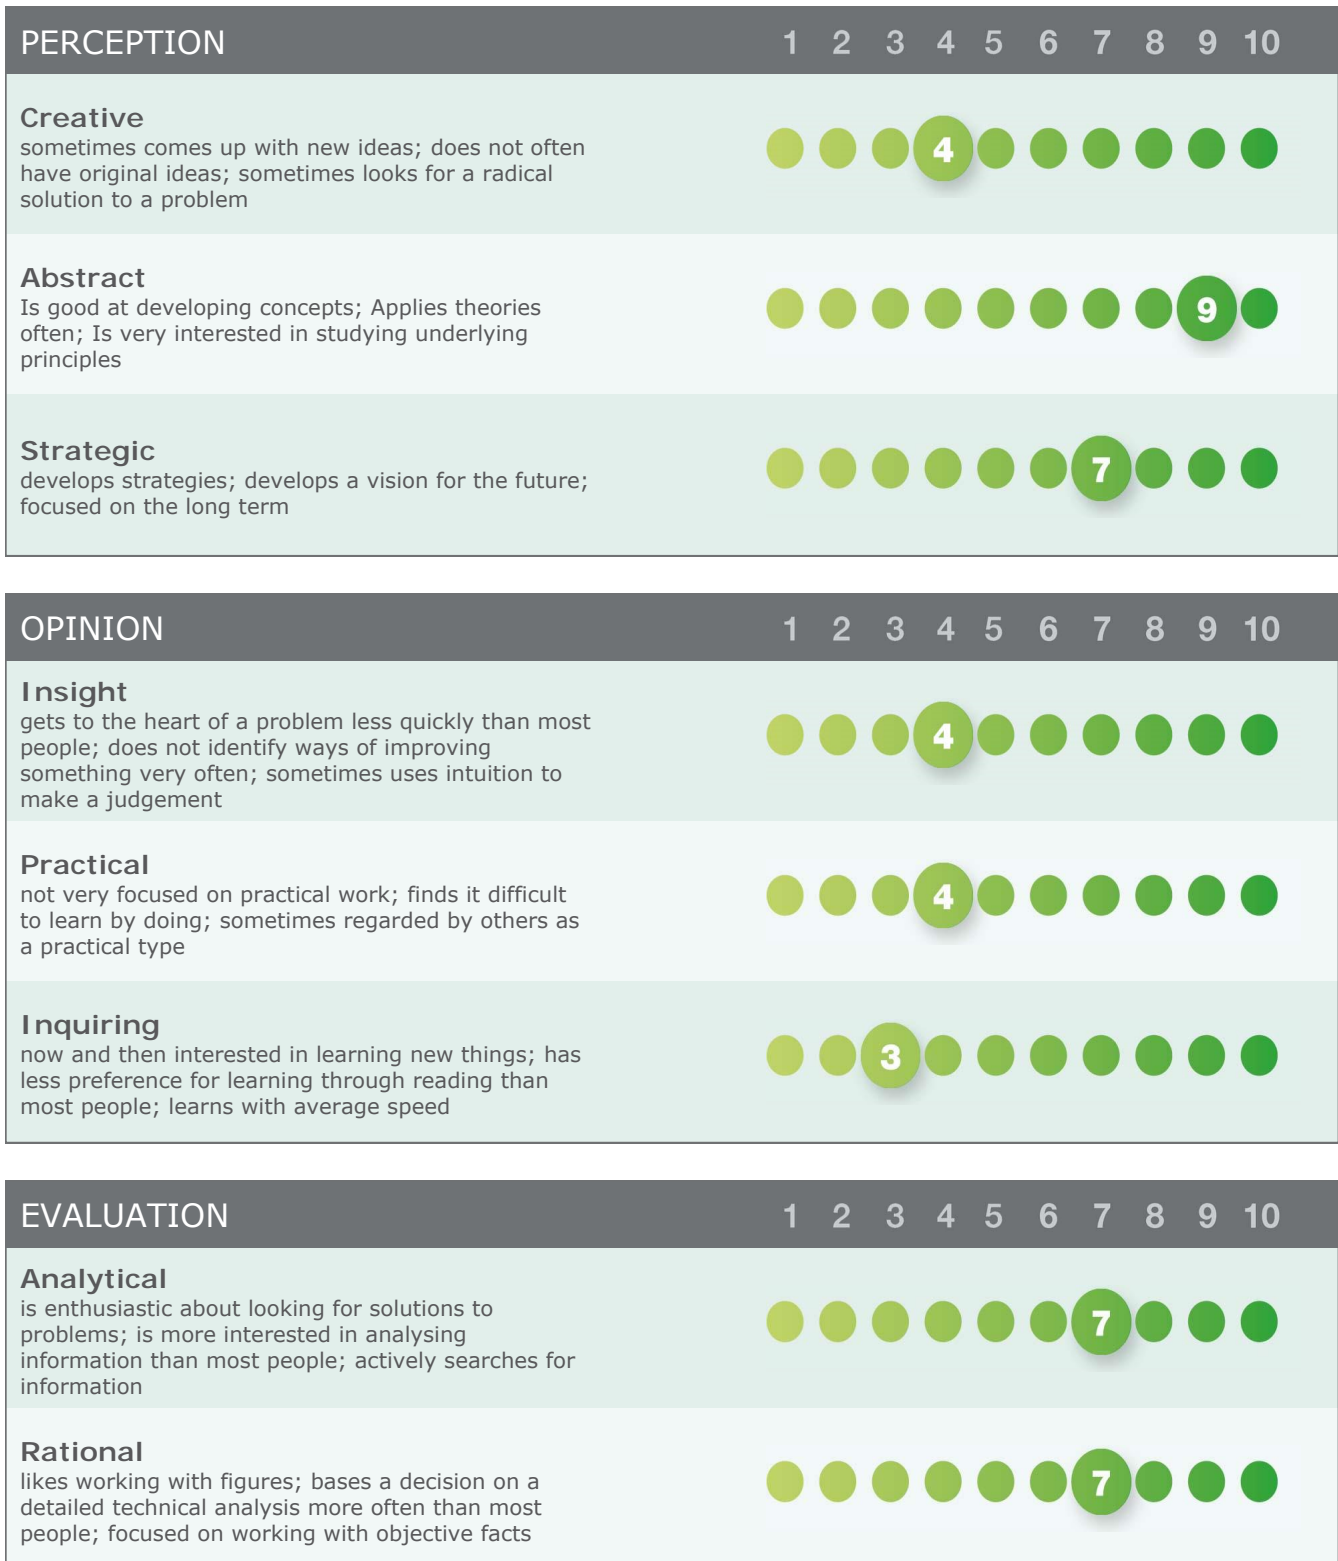 PERCEPTION 1 2 3 4 5 6 7 8 9 10
Creative
sometimes comes up with new ideas; does not often
have original ideas; sometimes looks for a radical
solution to a problem
4
Abstract
Is good at developing concepts; Applies theories
often; Is very interested in studying underlying
principles
9
Strategic
develops strategies; develops a vision for the future;
focused on the long term
7
OPINION 1 2 3 4 5 6 7 8 9 10
Insight
gets to the heart of a problem less quickly than most
people; does not identify ways of improving
something very often; sometimes uses intuition to
make a judgement
4
Practical
not very focused on practical work; finds it difficult
to learn by doing; sometimes regarded by others as
a practical type
4
Inquiring
now and then interested in learning new things; has
less preference for learning through reading than
most people; learns with average speed
3
EVALUATION 1 2 3 4 5 6 7 8 9 10
Analytical
is enthusiastic about looking for solutions to
problems; is more interested in analysing
information than most people; actively searches for
information
7
Rational
likes working with figures; bases a decision on a
detailed technical analysis more often than most
people; focused on working with objective facts
7